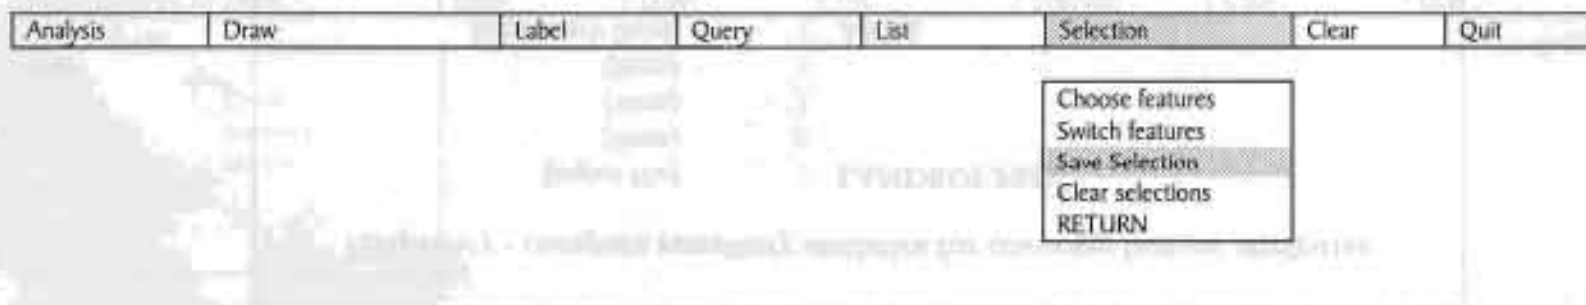 Analysis Draw Label Query List Selection Clear Quit
Choose features
Switch features
Save Selection
Clear selections
RETURN